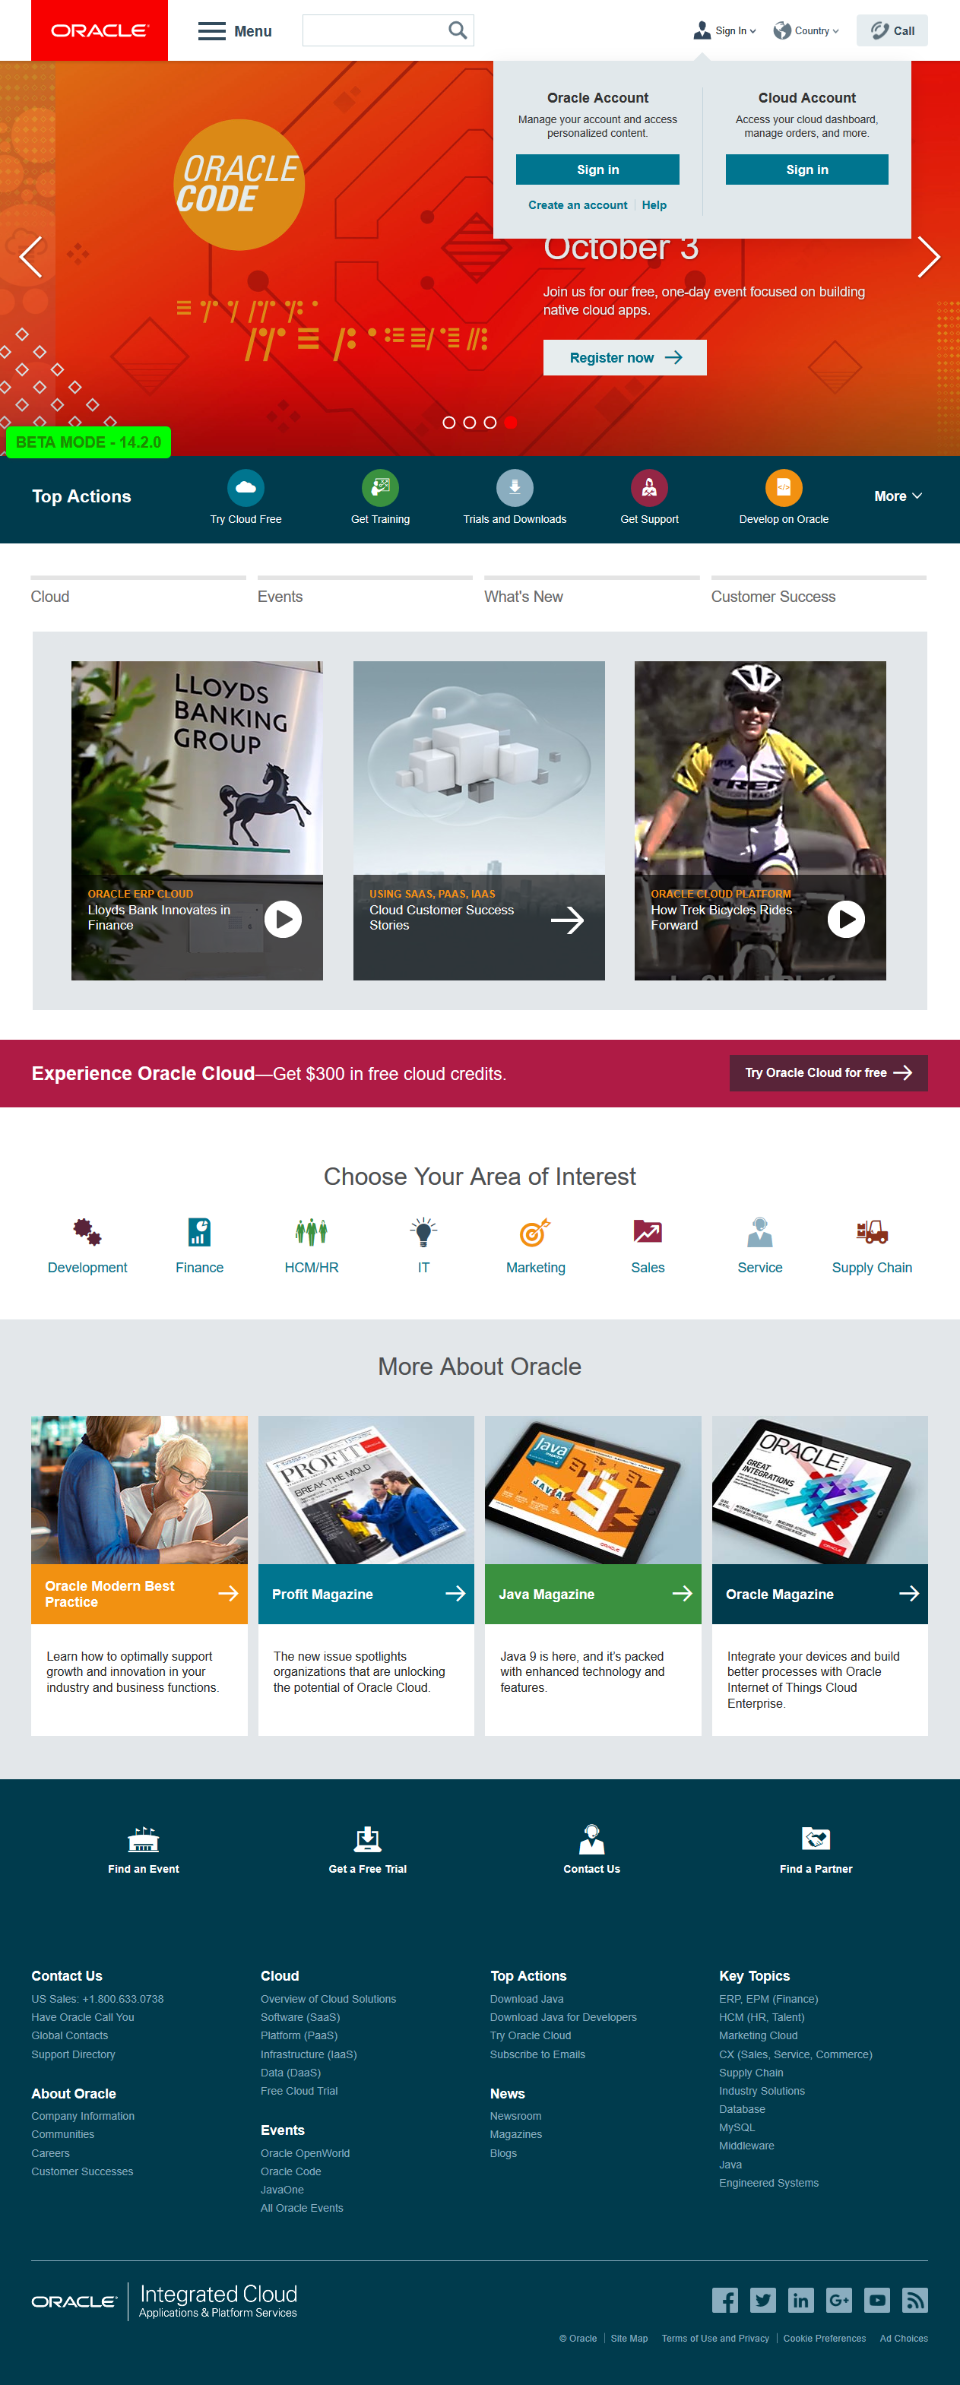 ORACLE
Menu
Sign In
Country
Call
Oracle Account
Manage your account and access
personalized content.
Sign in
Create an account
Help
Cloud Account
Access your cloud dashboard,
manage orders, and more.
Sign in
ORACLE
CODE
October 3
Join us for our free, one-day event focused on building
native cloud apps.
Register now
BETA MODE - 14.2.0
Top Actions
Try Cloud Free
Get Training
Trials and Downloads
Get Support
Develop on Oracle
More
Cloud
Events
What's New
Customer Success
LLOYDS
BANKING
GROUP
ORACLE ERP CLOUD
Lloyds Bank Innovates in
Finance
USING SAAS, PAAS, IAAS
Cloud Customer Success
Stories
TREK
ORACLE CLOUD PLATFORM
How Trek Bicycles Rides
Forward
Experience Oracle Cloud—Get $300 in free cloud credits.
Try Oracle Cloud for free
Choose Your Area of Interest
Development
Finance
HCM/HR
IT
Marketing
Sales
Service
Supply Chain
More About Oracle
PROFIT
BREAK THE MOLD
Java
JAVA
ORACLE
GREAT
INTEGRATIONS
Oracle Modern Best
Practice
Profit Magazine
Java Magazine
Oracle Magazine
Learn how to optimally support
growth and innovation in your
industry and business functions.
The new issue spotlights
organizations that are unlocking
the potential of Oracle Cloud.
Java 9 is here, and it's packed
with enhanced technology and
features.
Integrate your devices and build
better processes with Oracle
Internet of Things Cloud
Enterprise.
Find an Event
Get a Free Trial
Contact Us
Find a Partner
Contact Us
US Sales: +1.800.633.0738
Have Oracle Call You
Global Contacts
Support Directory
About Oracle
Company Information
Communities
Careers
Customer Successes
Cloud
Overview of Cloud Solutions
Software (SaaS)
Platform (PaaS)
Infrastructure (IaaS)
Data (DaaS)
Free Cloud Trial
Events
Oracle OpenWorld
Oracle Code
JavaOne
All Oracle Events
Top Actions
Download Java
Download Java for Developers
Try Oracle Cloud
Subscribe to Emails
News
Newsroom
Magazines
Blogs
Key Topics
ERP, EPM (Finance)
HCM (HR, Talent)
Marketing Cloud
CX (Sales, Service, Commerce)
Supply Chain
Industry Solutions
Database
MySQL
Middleware
Java
Engineered Systems
ORACLE
Integrated Cloud
Applications & Platform Services
© Oracle
Site Map
Terms of Use and Privacy
Cookie Preferences
Ad Choices